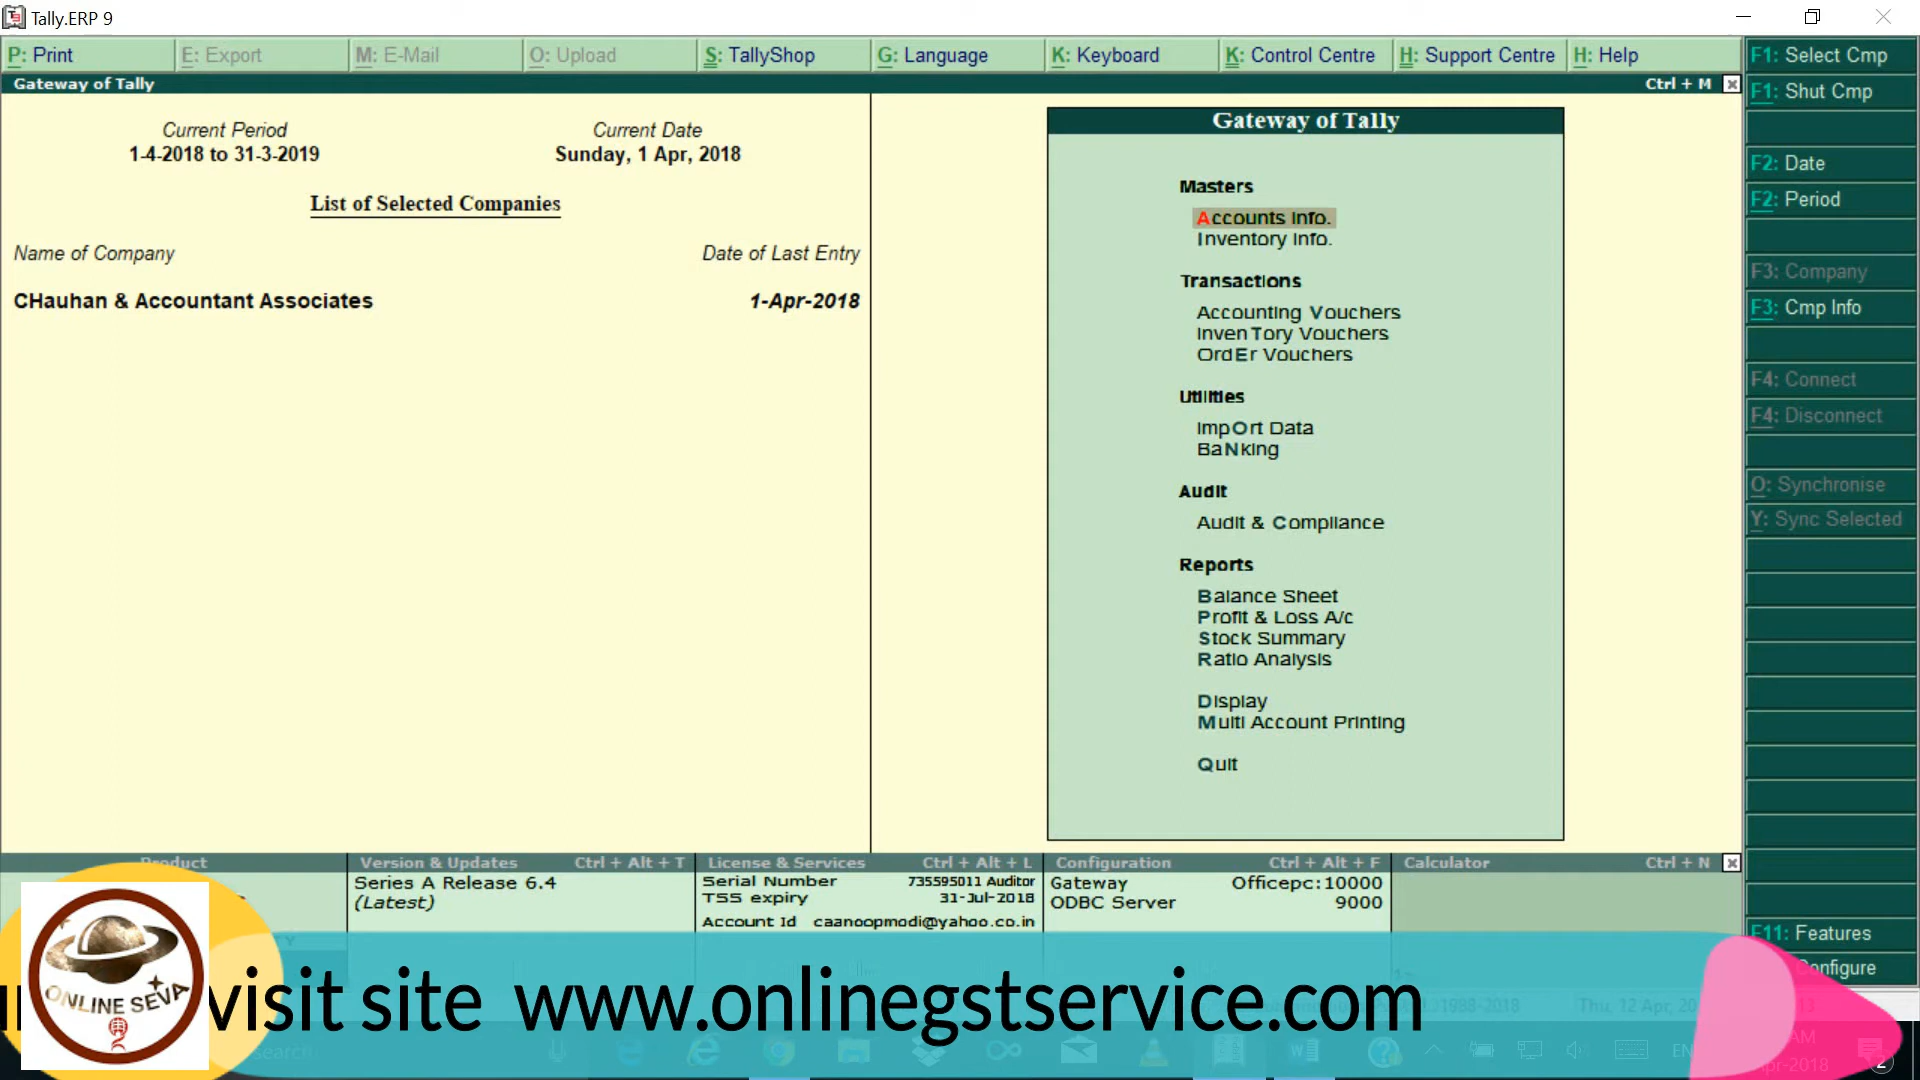 Tally.ERP 9
P: Print E: Export M: E-Mail O: Upload S: TallyShop G: Language K: Keyboard K: Control Centre H: Support Centre H: Help
Gateway of Tally Ctrl + M
Current Period Current Date
1-4-2018 to 31-3-2019 Sunday, 1 Apr, 2018
List of Selected Companies
Name of Company Date of Last Entry
CHauhan & Accountant Associates 1-Apr-2018
Gateway of Tally
Masters
Accounts Info.
Inventory Info.
Transactions
Accounting Vouchers
InvenTory Vouchers
OrdEr Vouchers
Utilities
ImpOrt Data
BaNking
Audit
Audit & Compliance
Reports
Balance Sheet
Profit & Loss A/c
Stock Summary
Ratio Analysis
Display
Multi Account Printing
Quit
F1: Select Cmp
F1: Shut Cmp
F2: Date
F2: Period
F3: Company
F3: Cmp Info
F4: Connect
F4: Disconnect
O: Synchronise
Y: Sync Selected
F11: Features
onfigure
Product
Version & Updates Ctrl + Alt + T
Series A Release 6.4
(Latest)
License & Services Ctrl + Alt + L
Serial Number 735595011 Auditor
TSS expiry 31-Jul-2018
Account Id caanoopmodi@yahoo.co.in
Configuration Ctrl + Alt + F
Gateway Officepc:10000
ODBC Server 9000
Calculator Ctrl + N
ONLINE SEVA
visit site www.onlinegstservice.com
Thu, 12 Apr, 20
2